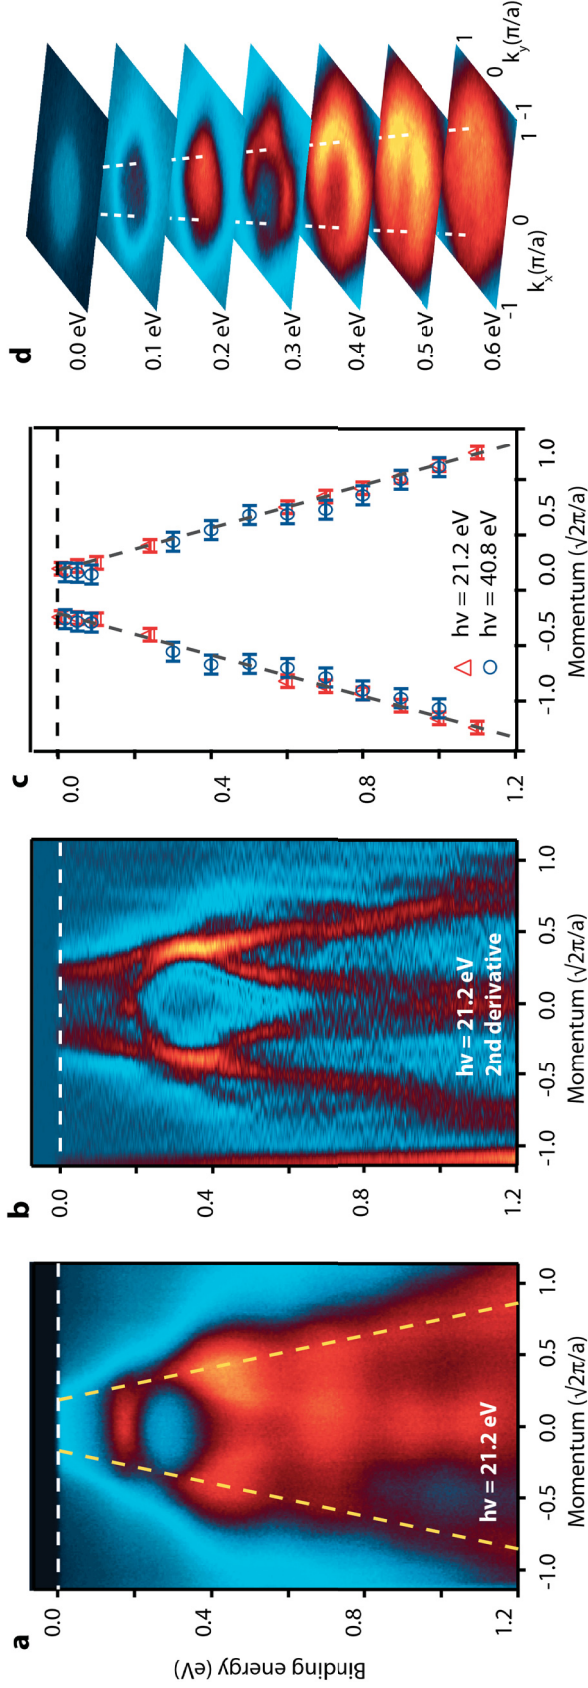 a
Binding energy (eV)
0.0
0.4
0.8
1.2
hν = 21.2 eV
-1.0
-0.5
0.0
0.5
1.0
Momentum (√2π/a)
b
0.0
0.4
0.8
1.2
hν = 21.2 eV
2nd derivative
-1.0
-0.5
0.0
0.5
1.0
Momentum (√2π/a)
c
0.0
0.4
0.8
1.2
hν = 21.2 eV
hν = 40.8 eV
-1.0
-0.5
0.0
0.5
1.0
Momentum (√2π/a)
d
0.0 eV
0.1 eV
0.2 eV
0.3 eV
0.4 eV
0.5 eV
0.6 eV
-1
0
1
kx(π/a)
-1
0
1
ky(π/a)